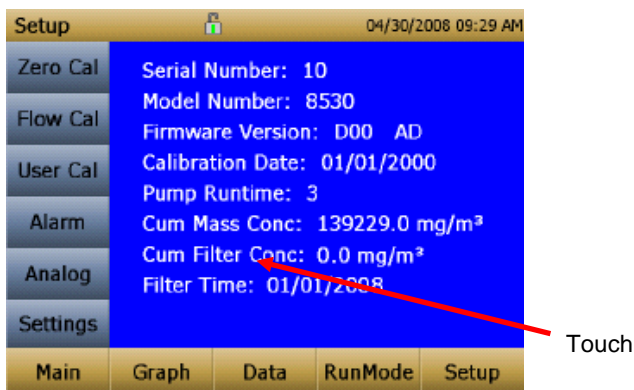 Setup 04/30/2008 09:29 AM
Zero Cal
Flow Cal
User Cal
Alarm
Analog
Settings
Serial Number: 10
Model Number: 8530
Firmware Version: D00 AD
Calibration Date: 01/01/2000
Pump Runtime: 3
Cum Mass Conc: 139229.0 mg/m³
Cum Filter Conc: 0.0 mg/m³
Filter Time: 01/01/2008
Touch
Main Graph Data RunMode Setup